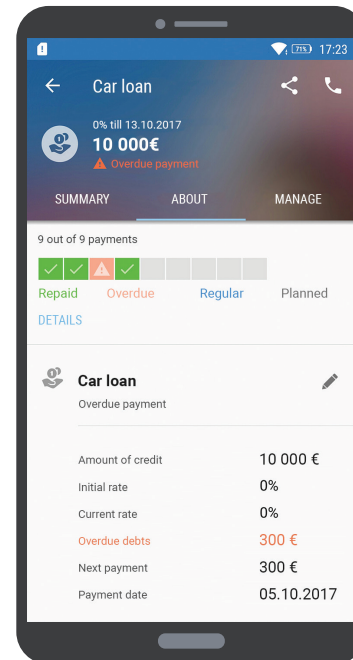 71% 17:23
Car loan
0% till 13.10.2017
10 000€
Overdue payment
SUMMARY ABOUT MANAGE
9 out of 9 payments
Repaid Overdue Regular Planned
DETAILS
Car loan
Overdue payment
Amount of credit 10 000 €
Initial rate 0%
Current rate 0%
Overdue debts 300 €
Next payment 300 €
Payment date 05.10.2017